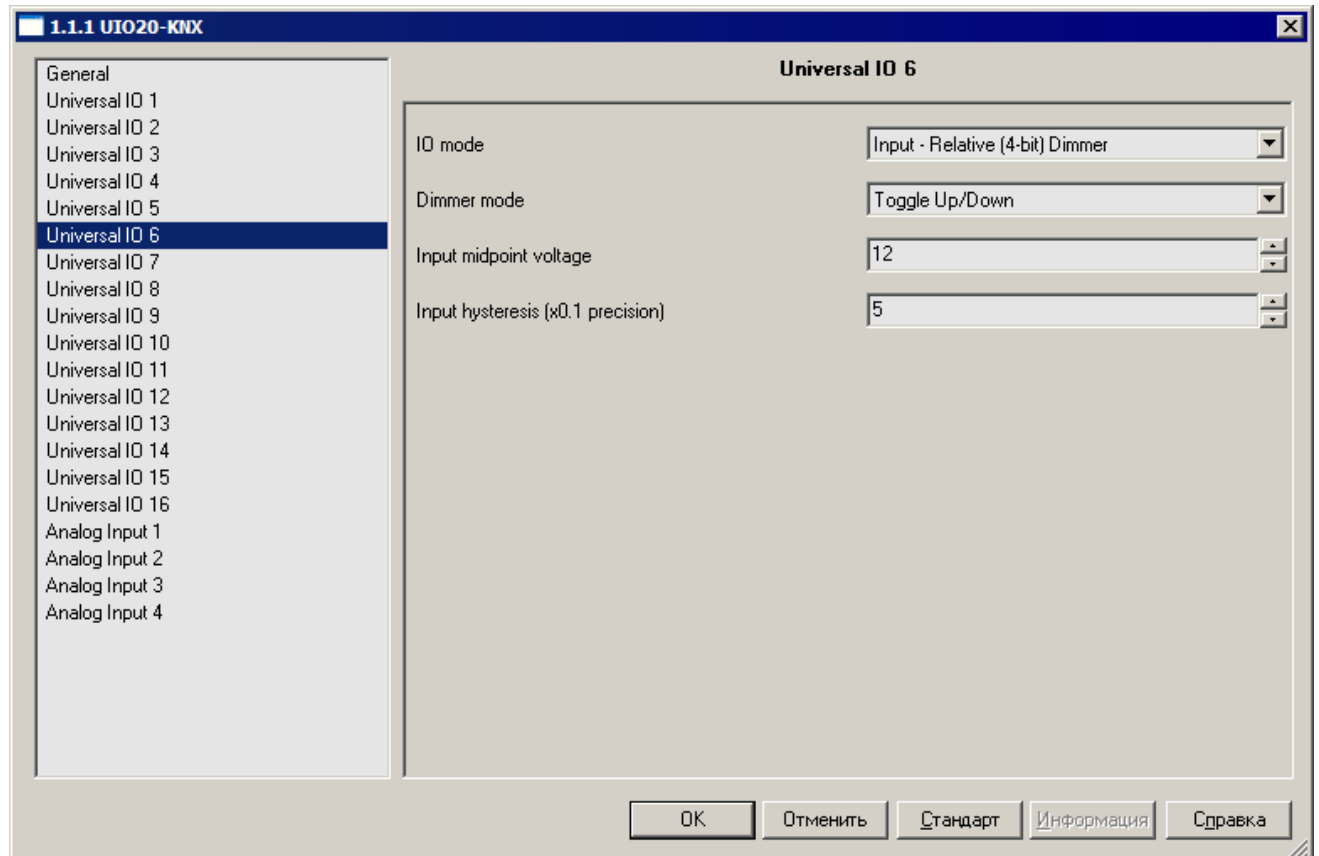 1.1.1 UIO20-KNX
General
Universal IO 1
Universal IO 2
Universal IO 3
Universal IO 4
Universal IO 5
Universal IO 6
Universal IO 7
Universal IO 8
Universal IO 9
Universal IO 10
Universal IO 11
Universal IO 12
Universal IO 13
Universal IO 14
Universal IO 15
Universal IO 16
Analog Input 1
Analog Input 2
Analog Input 3
Analog Input 4
Universal IO 6
IO mode
Input - Relative (4-bit) Dimmer
Dimmer mode
Toggle Up/Down
Input midpoint voltage
12
Input hysteresis (x0.1 precision)
5
OK
Отменить
Стандарт
Информация
Справка